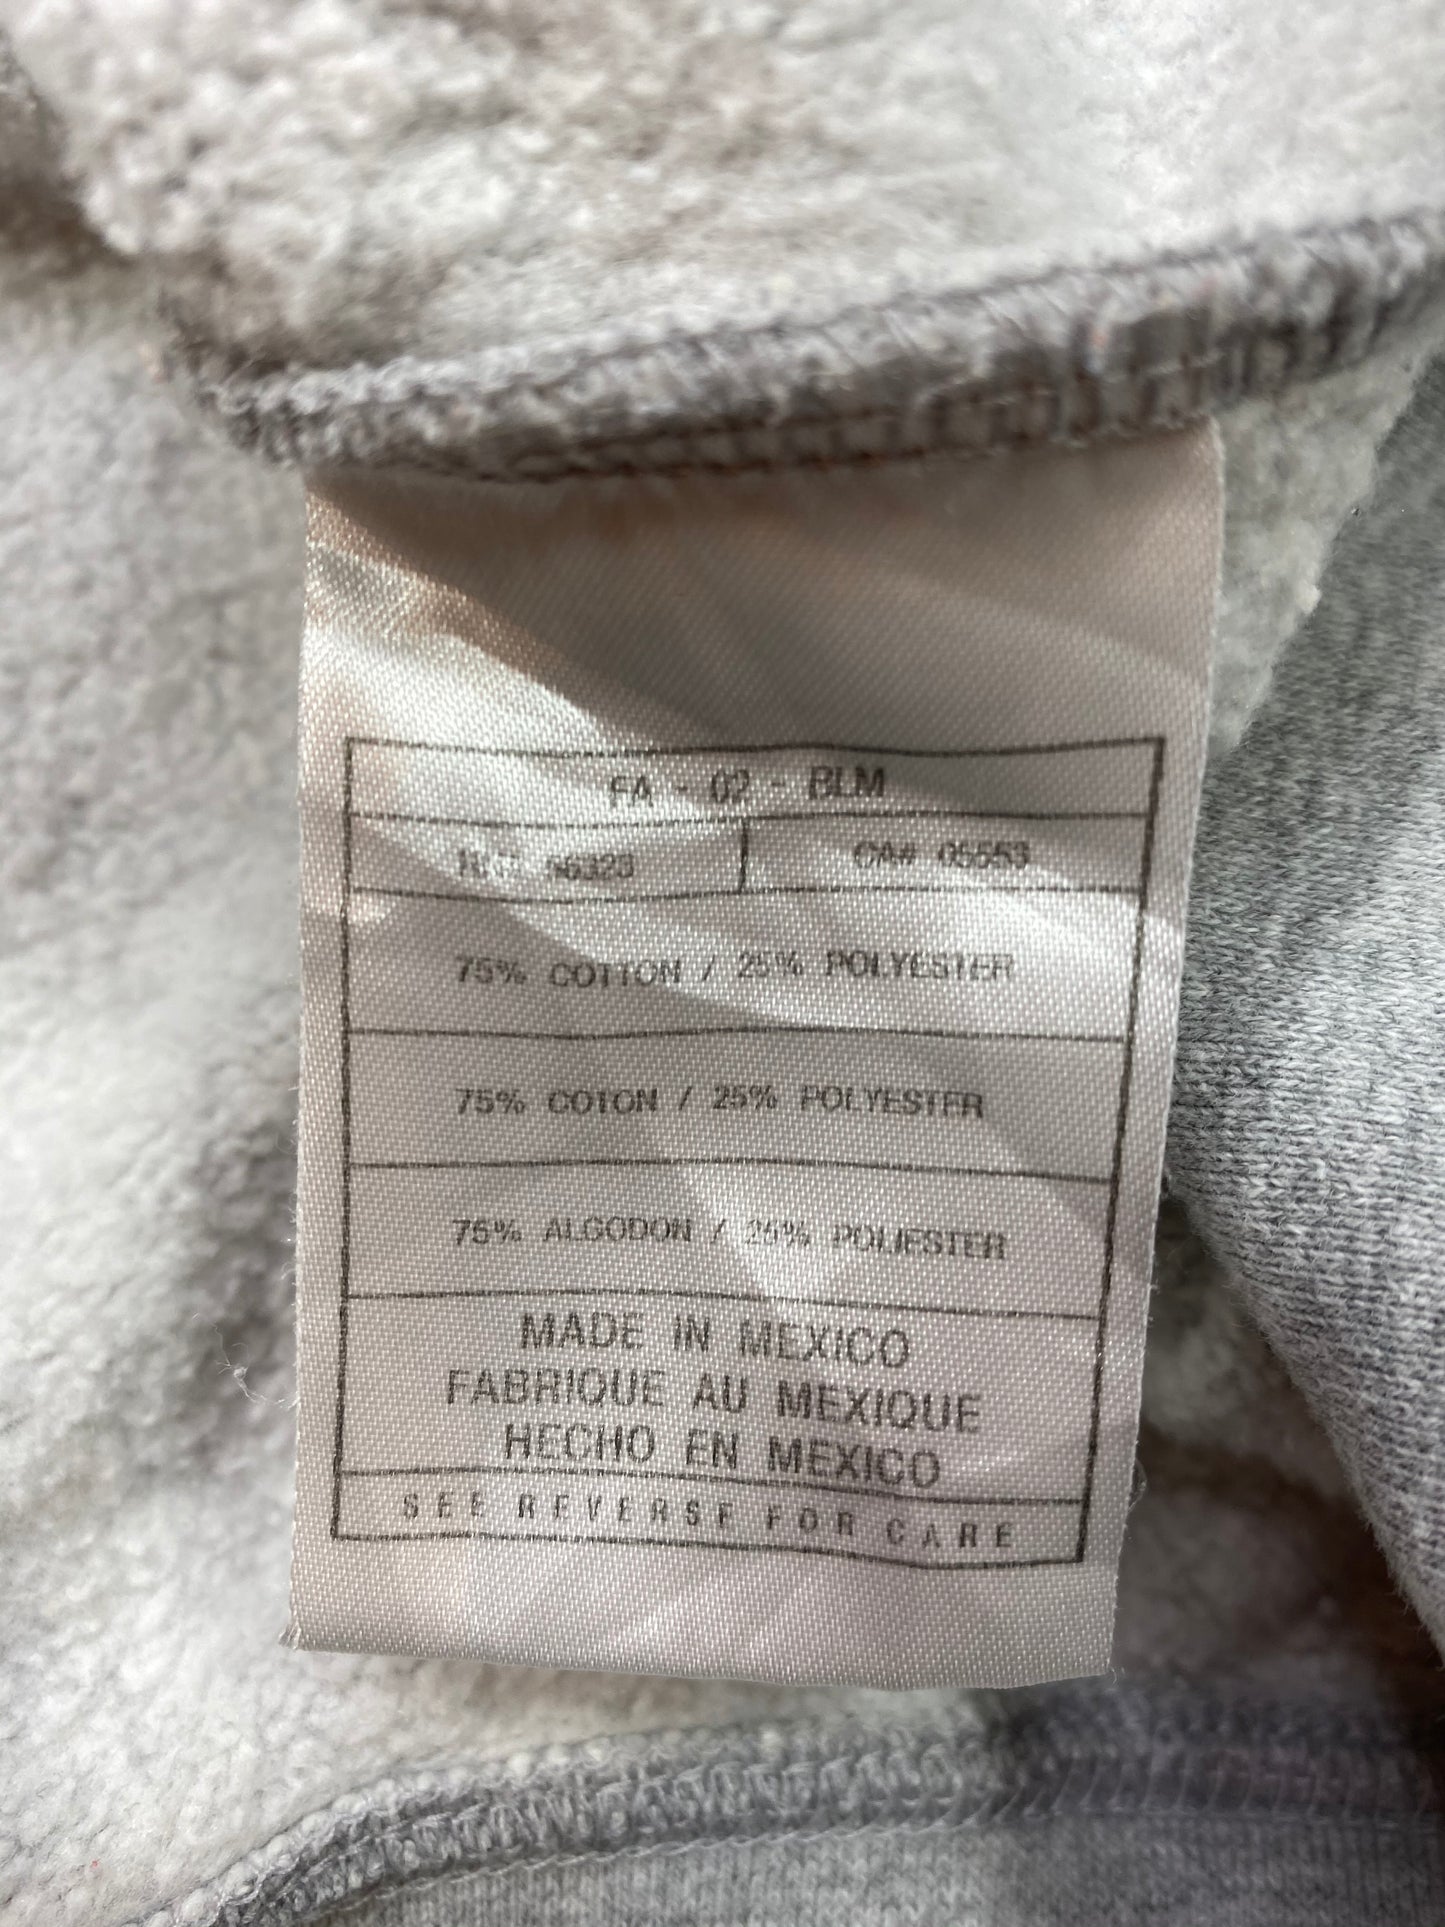 FA - 02 - BLM
56323 CA# 05553
75% COTTON / 25% POLYESTER
75% COTON / 25% POLYESTER
75% ALGODON / 25% POLIESTER
MADE IN MEXICO
FABRIQUE AU MEXIQUE
HECHO EN MEXICO
SEE REVERSE FOR CARE